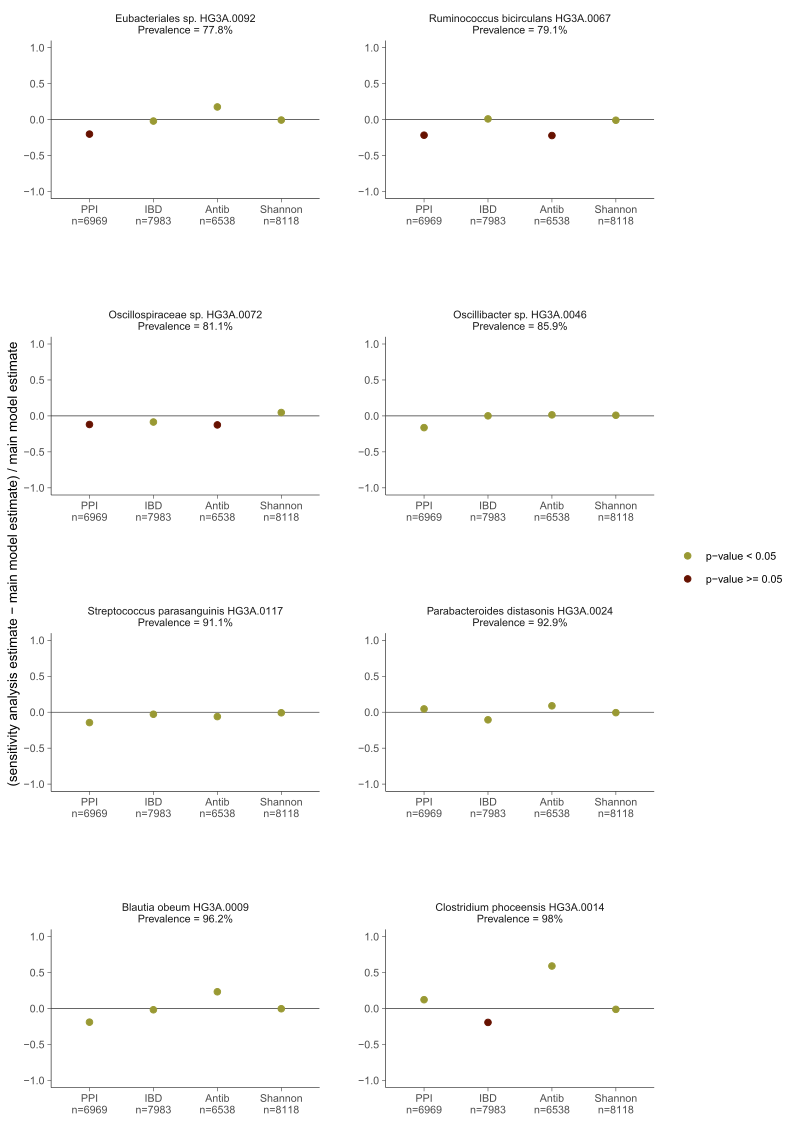 Eubacteriales sp. HG3A.0092
Prevalence = 77.8%
1.0
0.5
0.0
−0.5
−1.0
PPI IBD Antib Shannon
n=6969 n=7983 n=6538 n=8118
Ruminococcus bicirculans HG3A.0067
Prevalence = 79.1%
1.0
0.5
0.0
−0.5
−1.0
PPI IBD Antib Shannon
n=6969 n=7983 n=6538 n=8118
(sensitivity analysis estimate − main model estimate) / main model estimate
Oscillospiraceae sp. HG3A.0072
Prevalence = 81.1%
1.0
0.5
0.0
−0.5
−1.0
PPI IBD Antib Shannon
n=6969 n=7983 n=6538 n=8118
Oscillibacter sp. HG3A.0046
Prevalence = 85.9%
1.0
0.5
0.0
−0.5
−1.0
PPI IBD Antib Shannon
n=6969 n=7983 n=6538 n=8118
p−value < 0.05
p−value >= 0.05
Streptococcus parasanguinis HG3A.0117
Prevalence = 91.1%
1.0
0.5
0.0
−0.5
−1.0
PPI IBD Antib Shannon
n=6969 n=7983 n=6538 n=8118
Parabacteroides distasonis HG3A.0024
Prevalence = 92.9%
1.0
0.5
0.0
−0.5
−1.0
PPI IBD Antib Shannon
n=6969 n=7983 n=6538 n=8118
Blautia obeum HG3A.0009
Prevalence = 96.2%
1.0
0.5
0.0
−0.5
−1.0
PPI IBD Antib Shannon
n=6969 n=7983 n=6538 n=8118
Clostridium phoceensis HG3A.0014
Prevalence = 98%
1.0
0.5
0.0
−0.5
−1.0
PPI IBD Antib Shannon
n=6969 n=7983 n=6538 n=8118